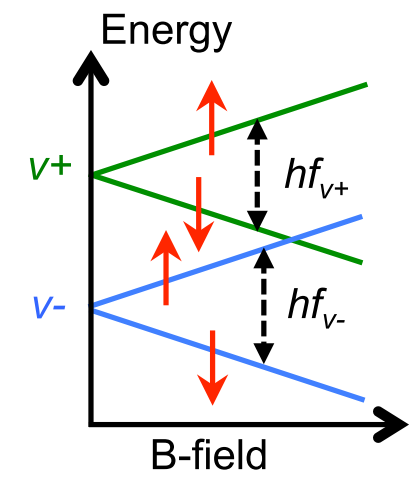 Energy
v+
hfv+
v-
hfv-
B-field